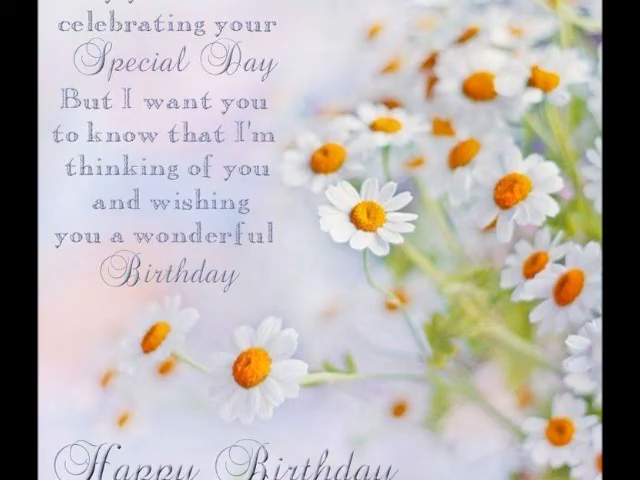 celebrating your
Special Day
But I want you
to know that I'm
thinking of you
and wishing
you a wonderful
Birthday
Happy Birthday